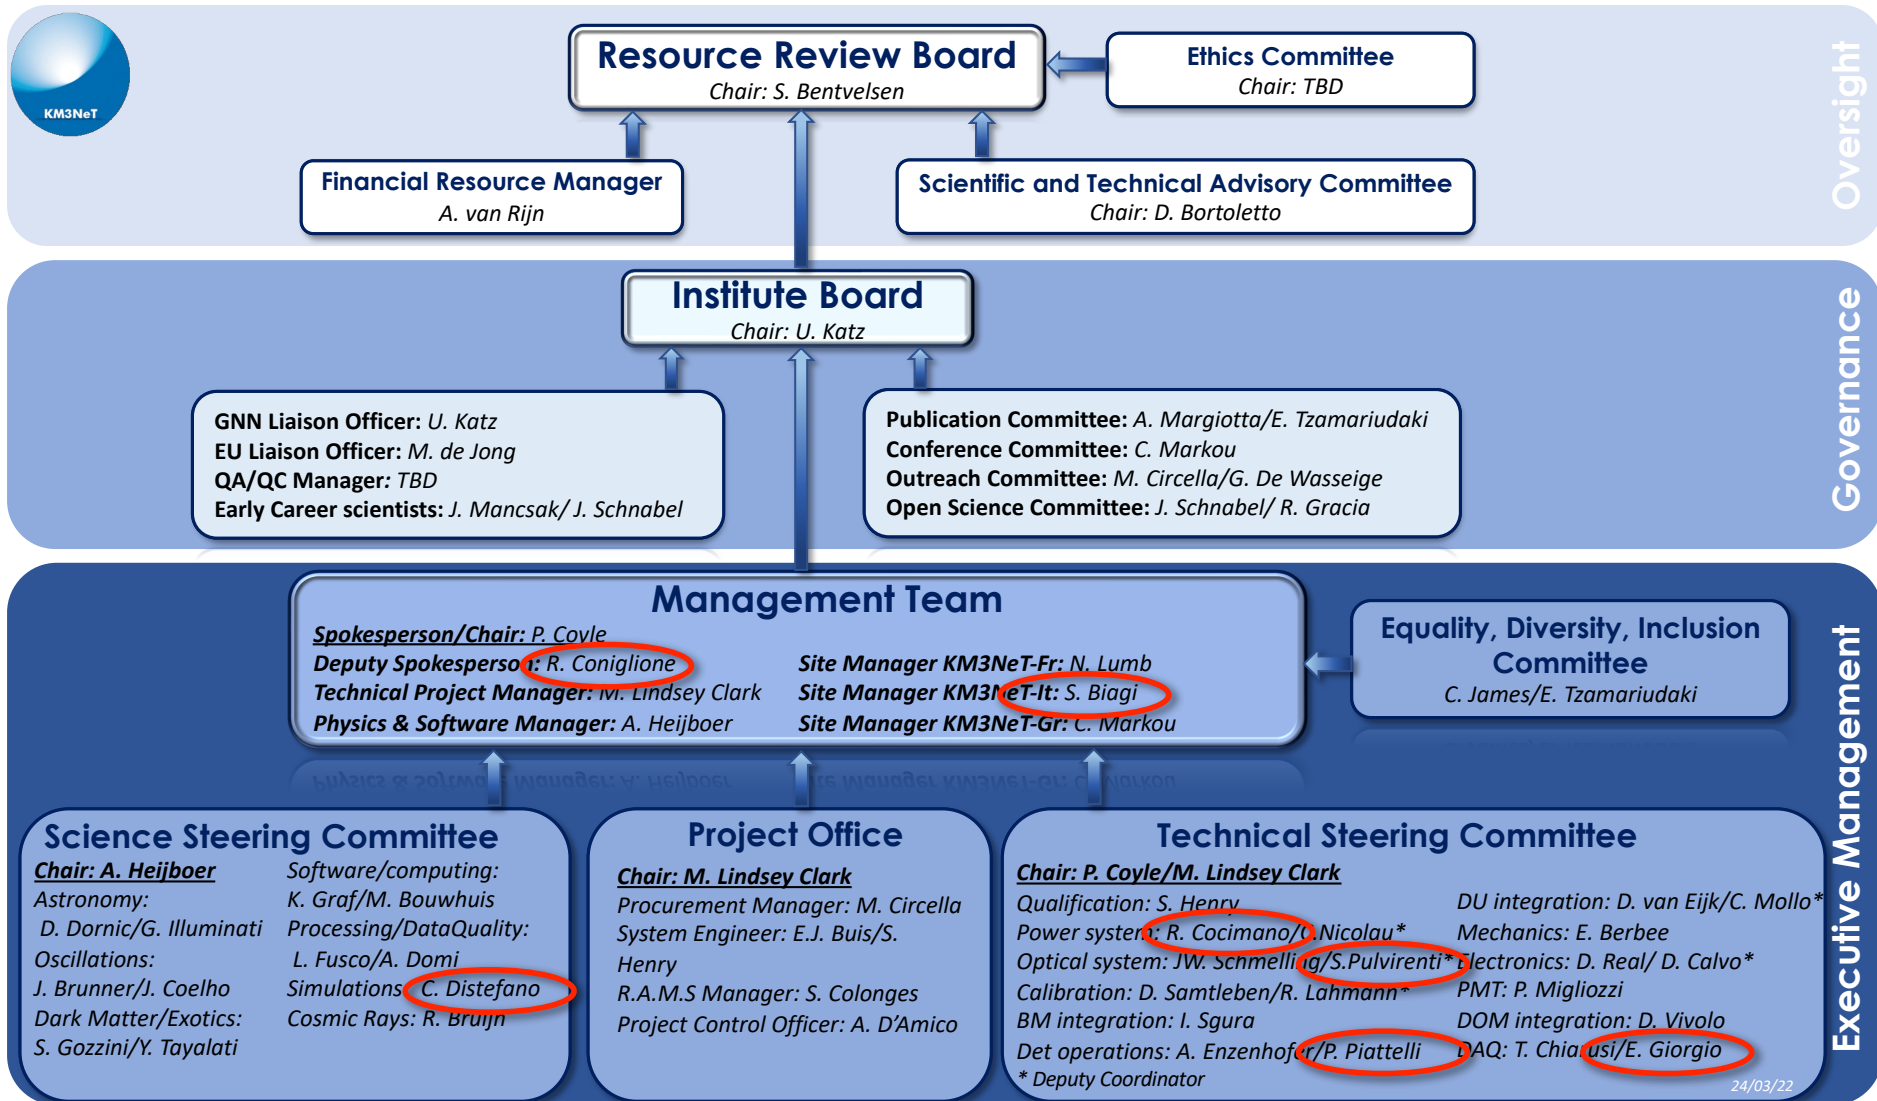 KM3NeT
Resource Review Board
Chair: S. Bentvelsen
Ethics Committee
Chair: TBD
Financial Resource Manager
A. van Rijn
Scientific and Technical Advisory Committee
Chair: D. Bortoletto
Oversight
Institute Board
Chair: U. Katz
GNN Liaison Officer: U. Katz
EU Liaison Officer: M. de Jong
QA/QC Manager: TBD
Early Career scientists: J. Mancsak/ J. Schnabel
Publication Committee: A. Margiotta/E. Tzamariudaki
Conference Committee: C. Markou
Outreach Committee: M. Circella/G. De Wasseige
Open Science Committee: J. Schnabel/ R. Gracia
Governance
Management Team
Spokesperson/Chair: P. Coyle
Deputy Spokesperson: R. Coniglione
Technical Project Manager: M. Lindsey Clark
Physics & Software Manager: A. Heijboer
Site Manager KM3NeT-Fr: N. Lumb
Site Manager KM3NeT-It: S. Biagi
Site Manager KM3NeT-Gr: C. Markou
Equality, Diversity, Inclusion
Committee
C. James/E. Tzamariudaki
Executive Management
Science Steering Committee
Chair: A. Heijboer
Astronomy:
D. Dornic/G. Illuminati
Oscillations:
J. Brunner/J. Coelho
Dark Matter/Exotics:
S. Gozzini/Y. Tayalati
Software/computing:
K. Graf/M. Bouwhuis
Processing/DataQuality:
L. Fusco/A. Domi
Simulations: C. Distefano
Cosmic Rays: R. Bruijn
Project Office
Chair: M. Lindsey Clark
Procurement Manager: M. Circella
System Engineer: E.J. Buis/S.
Henry
R.A.M.S Manager: S. Colonges
Project Control Officer: A. D'Amico
Technical Steering Committee
Chair: P. Coyle/M. Lindsey Clark
Qualification: S. Henry
Power system: R. Cocimano/C.Nicolau*
Optical system: JW. Schmelling/S.Pulvirenti*
Calibration: D. Samtleben/R. Lahmann*
BM integration: I. Sgura
Det operations: A. Enzenhofer/P. Piattelli
* Deputy Coordinator
DU integration: D. van Eijk/C. Mollo*
Mechanics: E. Berbee
Electronics: D. Real/ D. Calvo*
PMT: P. Migliozzi
DOM integration: D. Vivolo
DAQ: T. Chiarusi/E. Giorgio
24/03/22